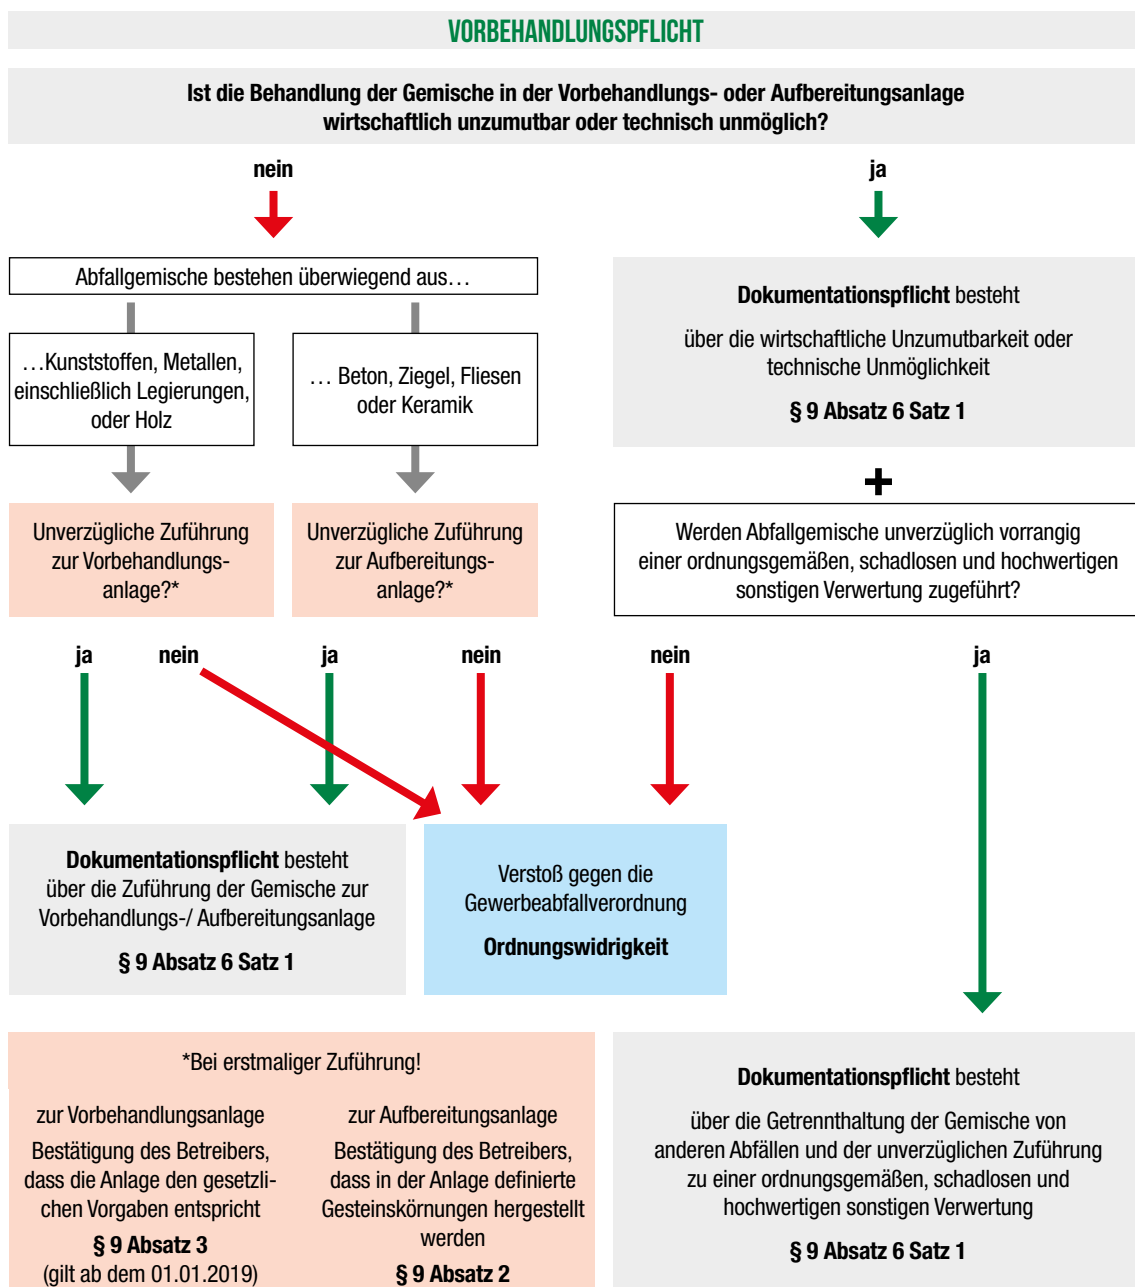 VORBEHANDLUNGSPFLICHT
Ist die Behandlung der Gemische in der Vorbehandlungs- oder Aufbereitungsanlage
wirtschaftlich unzumutbar oder technisch unmöglich?
nein
ja
Abfallgemische bestehen überwiegend aus…
…Kunststoffen, Metallen,
einschließlich Legierungen,
oder Holz
… Beton, Ziegel, Fliesen
oder Keramik
Dokumentationspflicht besteht
über die wirtschaftliche Unzumutbarkeit oder
technische Unmöglichkeit
§ 9 Absatz 6 Satz 1
+
Unverzügliche Zuführung
zur Vorbehandlungs-
anlage?*
Unverzügliche Zuführung
zur Aufbereitungs-
anlage?*
Werden Abfallgemische unverzüglich vorrangig
einer ordnungsgemäßen, schadlosen und hochwertigen
sonstigen Verwertung zugeführt?
ja
nein
ja
nein
nein
ja
Dokumentationspflicht besteht
über die Zuführung der Gemische zur
Vorbehandlungs-/ Aufbereitungsanlage
§ 9 Absatz 6 Satz 1
Verstoß gegen die
Gewerbeabfallverordnung
Ordnungswidrigkeit
*Bei erstmaliger Zuführung!
zur Vorbehandlungsanlage
Bestätigung des Betreibers,
dass die Anlage den gesetzli-
chen Vorgaben entspricht
§ 9 Absatz 3
(gilt ab dem 01.01.2019)
zur Aufbereitungsanlage
Bestätigung des Betreibers,
dass in der Anlage definierte
Gesteinskörnungen hergestellt
werden
§ 9 Absatz 2
Dokumentationspflicht besteht
über die Getrennthaltung der Gemische von
anderen Abfällen und der unverzüglichen Zuführung
zu einer ordnungsgemäßen, schadlosen und
hochwertigen sonstigen Verwertung
§ 9 Absatz 6 Satz 1